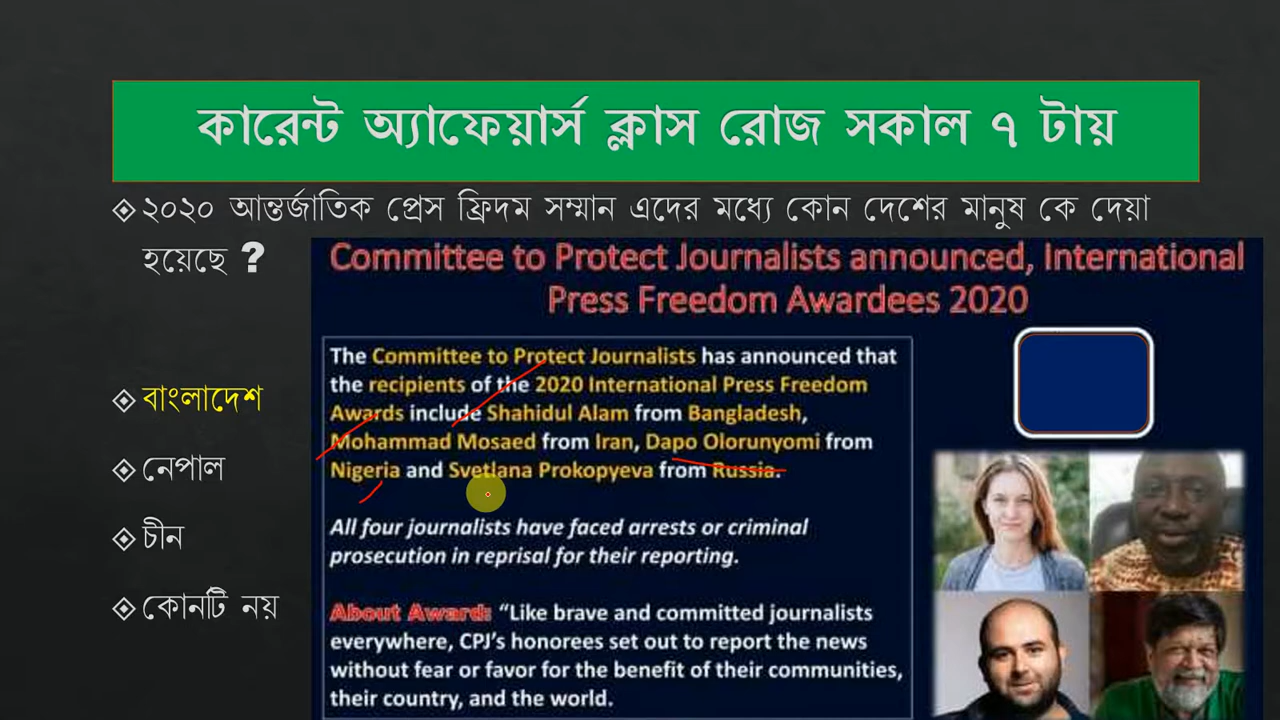 কারেন্ট অ্যাফেয়ার্স ক্লাস রোজ সকাল ৭ টায়
২০২০ আন্তর্জাতিক প্রেস ফ্রিদম সম্মান এদের মধ্যে কোন দেশের মানুষ কে দেয়া
হয়েছে ?
বাংলাদেশ
নেপাল
চীন
কোনটি নয়
Committee to Protect Journalists announced, International
Press Freedom Awardees 2020
The Committee to Protect Journalists has announced that
the recipients of the 2020 International Press Freedom
Awards include Shahidul Alam from Bangladesh,
Mohammad Mosaed from Iran, Dapo Olorunyomi from
Nigeria and Svetlana Prokopyeva from Russia.
All four journalists have faced arrests or criminal
prosecution in reprisal for their reporting.
About Award: “Like brave and committed journalists
everywhere, CPJ’s honorees set out to report the news
without fear or favor for the benefit of their communities,
their country, and the world.